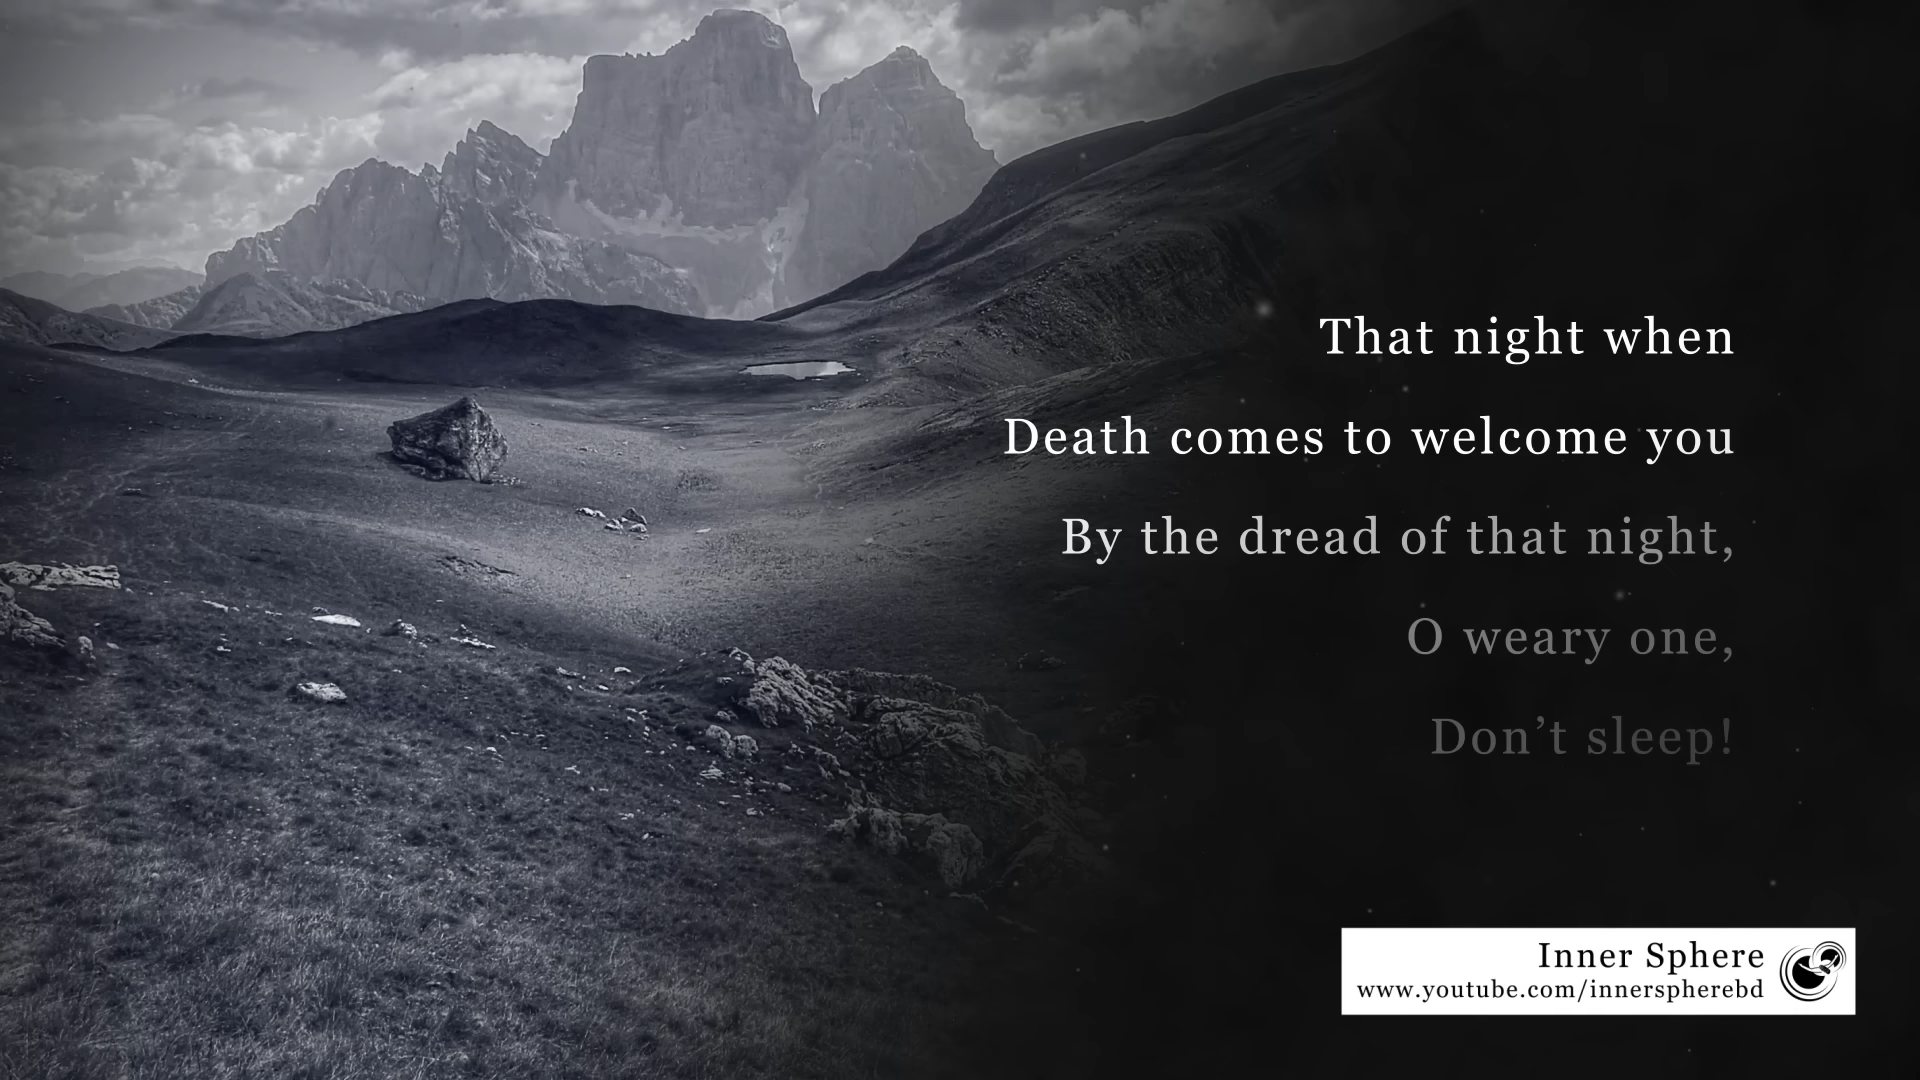 That night when
Death comes to welcome you
By the dread of that night,
O weary one,
Don’t sleep!
Inner Sphere
www.youtube.com/innerspherebd